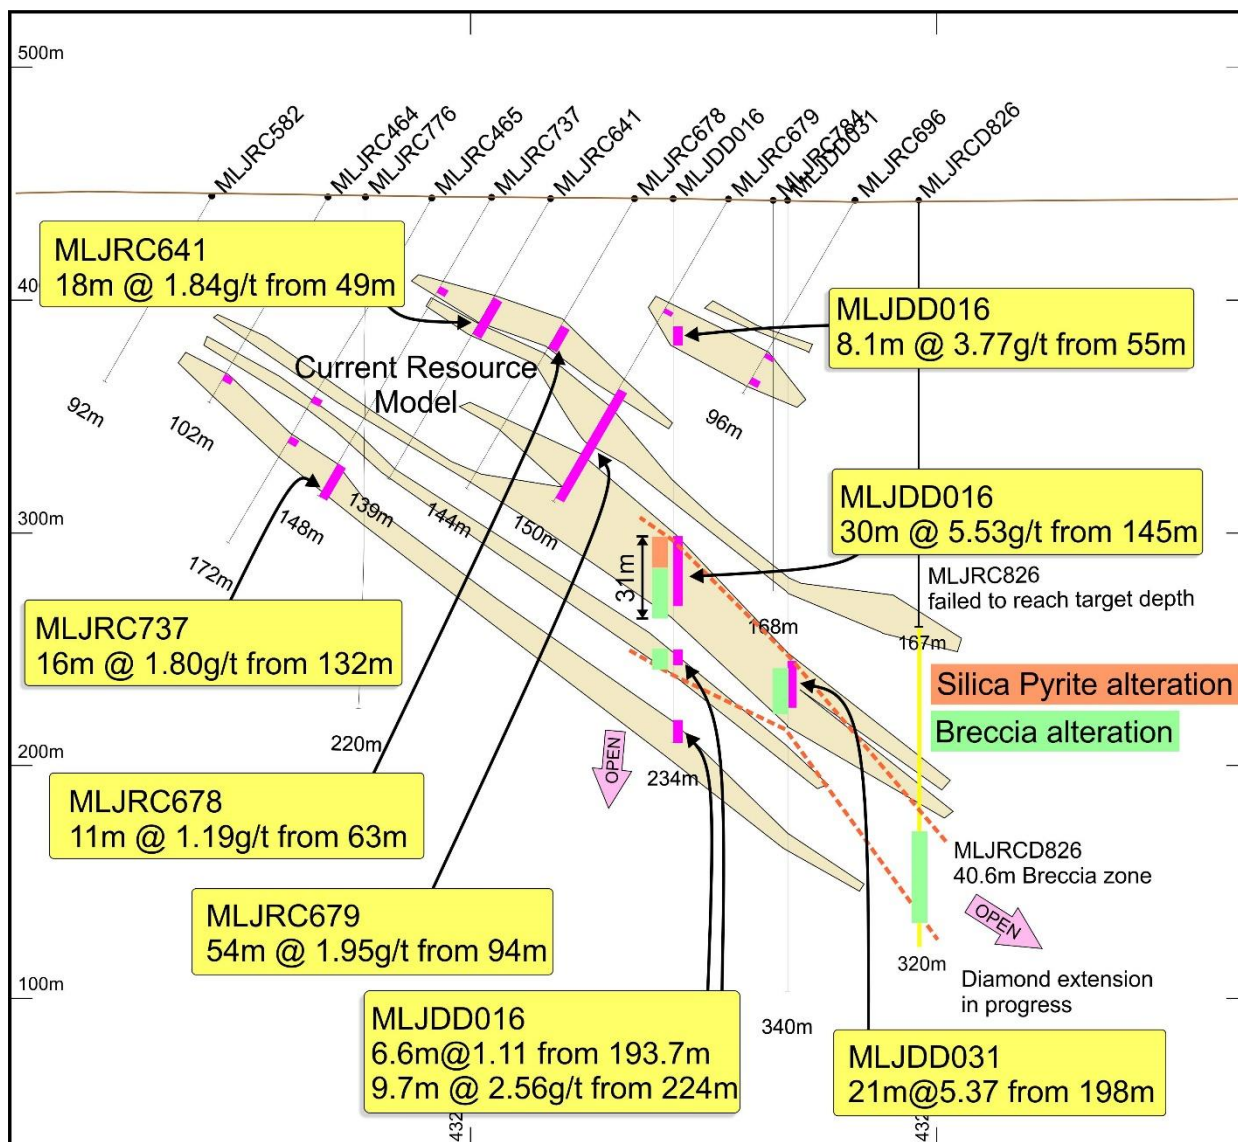 500m
MLJRC582
MLJRC464
MLJRC776
MLJRC465
MLJRC737
MLJRC641
MLJRC678
MLJDD016
MLJRC679
MLJRC784
MLJDD031
MLJRC696
MLJRCD826
MLJRC641
18m @ 1.84g/t from 49m
MLJDD016
8.1m @ 3.77g/t from 55m
Current Resource
Model
92m
102m
96m
300m
172m
148m
139m
144m
150m
31m
MLJDD016
30m @ 5.53g/t from 145m
MLJRC826
failed to reach target depth
168m
167m
MLJRC737
16m @ 1.80g/t from 132m
Silica Pyrite alteration
Breccia alteration
220m
200m
OPEN
234m
MLJRC678
11m @ 1.19g/t from 63m
MLJRCD826
40.6m Breccia zone
MLJRC679
54m @ 1.95g/t from 94m
OPEN
320m
Diamond extension
in progress
100m
340m
MLJDD016
6.6m@1.11 from 193.7m
9.7m @ 2.56g/t from 224m
MLJDD031
21m@5.37 from 198m